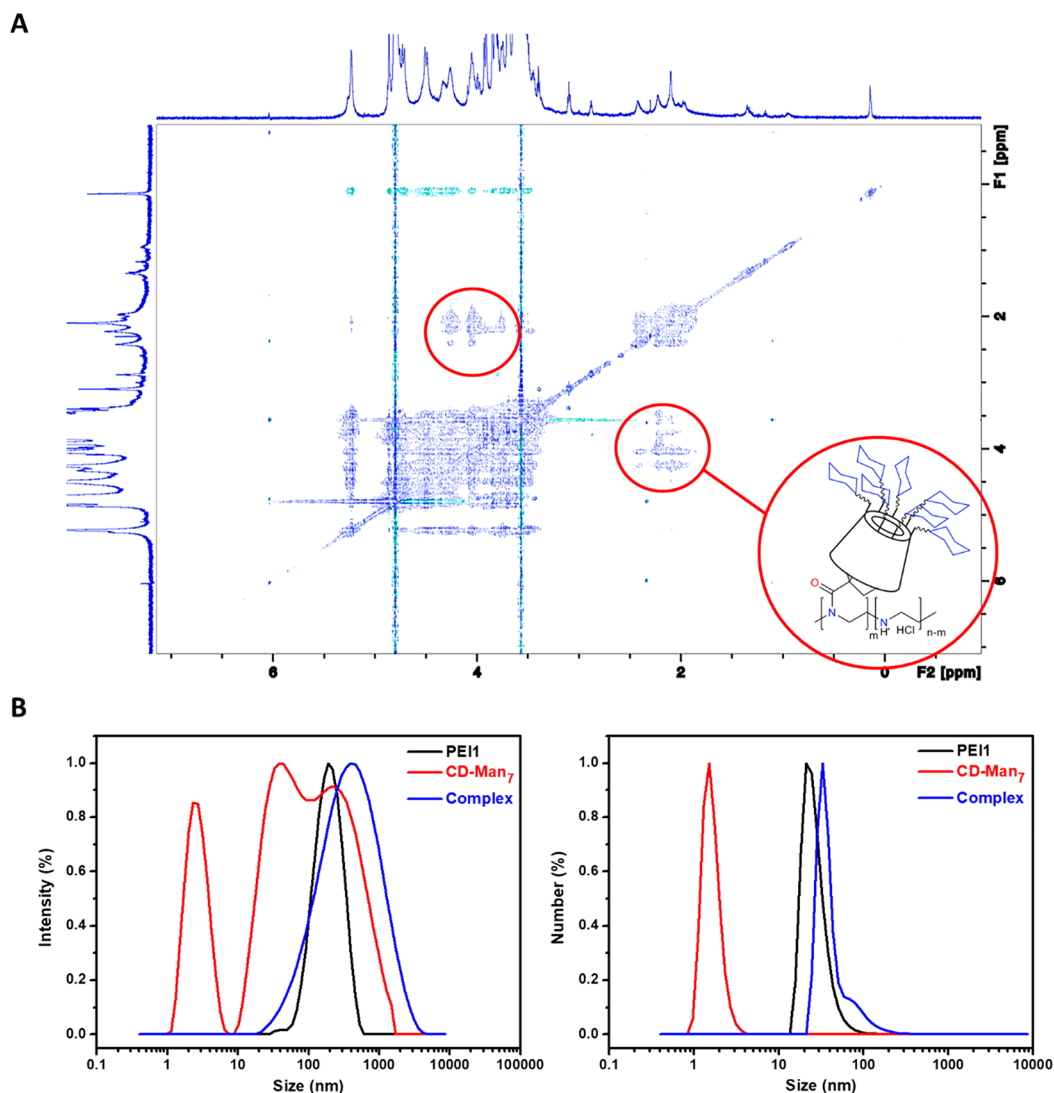 A
F1 [ppm]
2
4
6
O
N
m
N
H
HCl
n-m
6
4
2
0
F2 [ppm]
B
PEI1
CD-Man7
Complex
1.0
0.8
0.6
0.4
0.2
0.0
Intensity (%)
0.1
1
10
100
1000
10000
100000
Size (nm)
PEI1
CD-Man7
Complex
1.0
0.8
0.6
0.4
0.2
0.0
Number (%)
0.1
1
10
100
1000
10000
Size (nm)